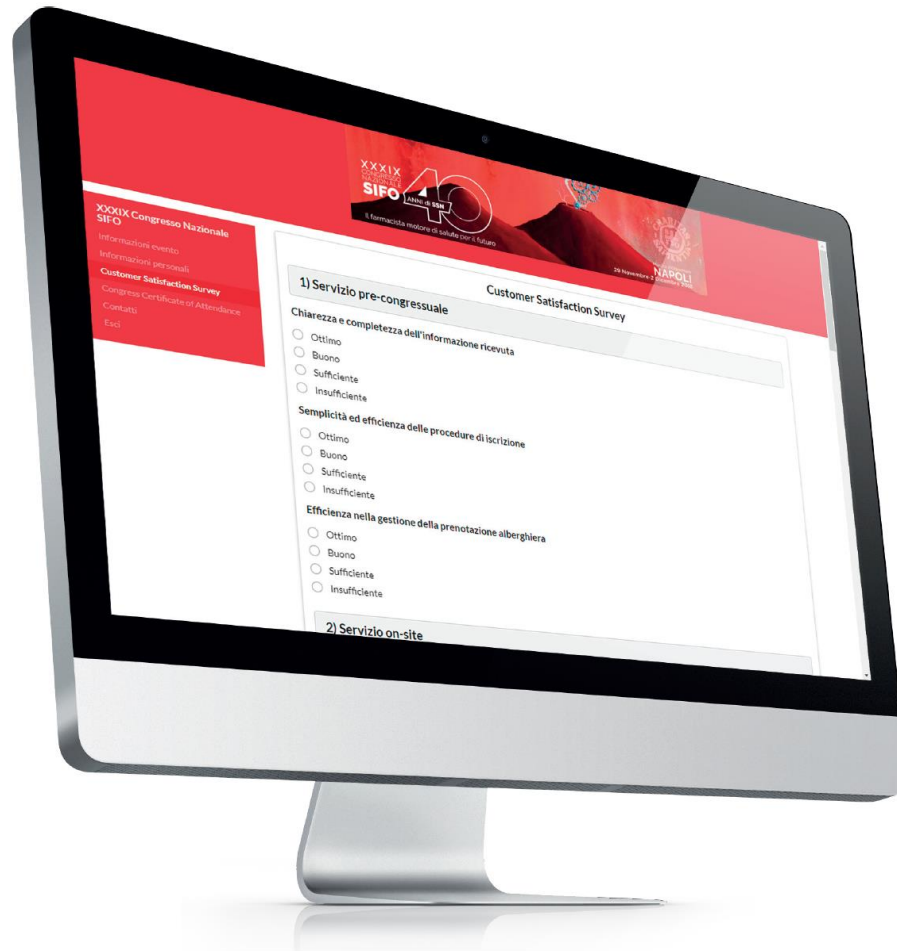 XXXIX
CONGRESSO
NAZIONALE
SIFO
40
ANNI di SSN
Il farmacista motore di salute per il futuro
NAPOLI
XXXIX Congresso Nazionale
SIFO
Informazioni evento
Informazioni personali
Customer Satisfaction Survey
Congress Certificate of Attendance
Contatti
Esci
Customer Satisfaction Survey
1) Servizio pre-congressuale
Chiarezza e completezza dell'informazione ricevuta
Ottimo
Buono
Sufficiente
Insufficiente
Semplicità ed efficienza delle procedure di iscrizione
Ottimo
Buono
Sufficiente
Insufficiente
Efficienza nella gestione della prenotazione alberghiera
Ottimo
Buono
Sufficiente
Insufficiente
2) Servizio on-site